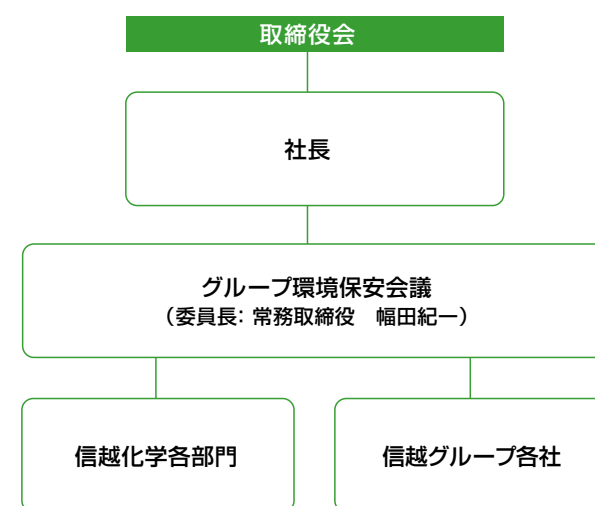 取締役会
社長
グループ環境保安会議
（委員長: 常務取締役　幅田紀一）
信越化学各部門
信越グループ各社